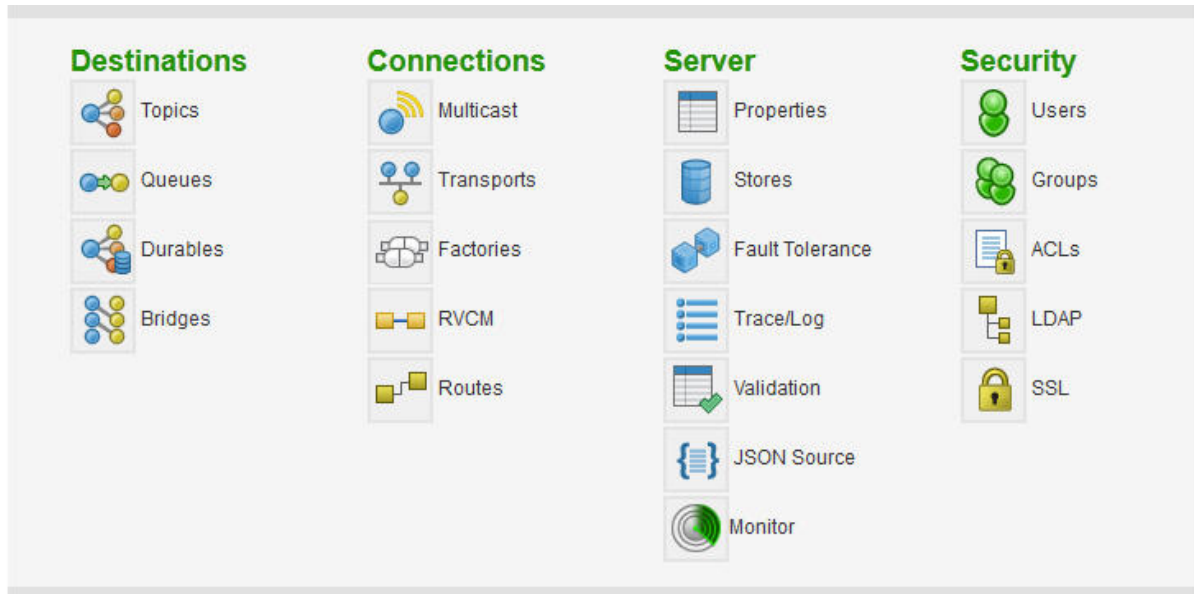 Destinations
Topics
Queues
Durables
Bridges
Connections
Multicast
Transports
Factories
RVCM
Routes
Server
Properties
Stores
Fault Tolerance
Trace/Log
Validation
JSON Source
Monitor
Security
Users
Groups
ACLs
LDAP
SSL